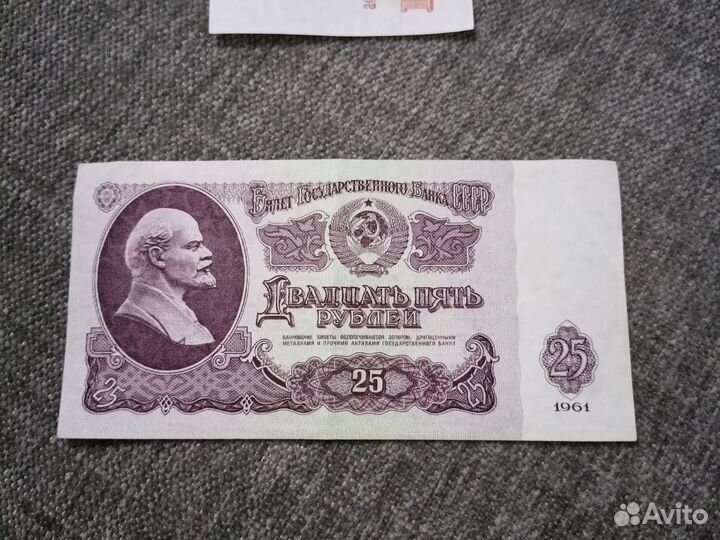 Билет Государственного Банка СССР
Двадцать пять
рублей
БАНКОВСКИЕ БИЛЕТЫ ОБЕСПЕЧИВАЮТСЯ ЗОЛОТОМ, ДРАГОЦЕННЫМИ
МЕТАЛЛАМИ И ПРОЧИМИ АКТИВАМИ ГОСУДАРСТВЕННОГО БАНКА
25
25
25
25
1961
Avito